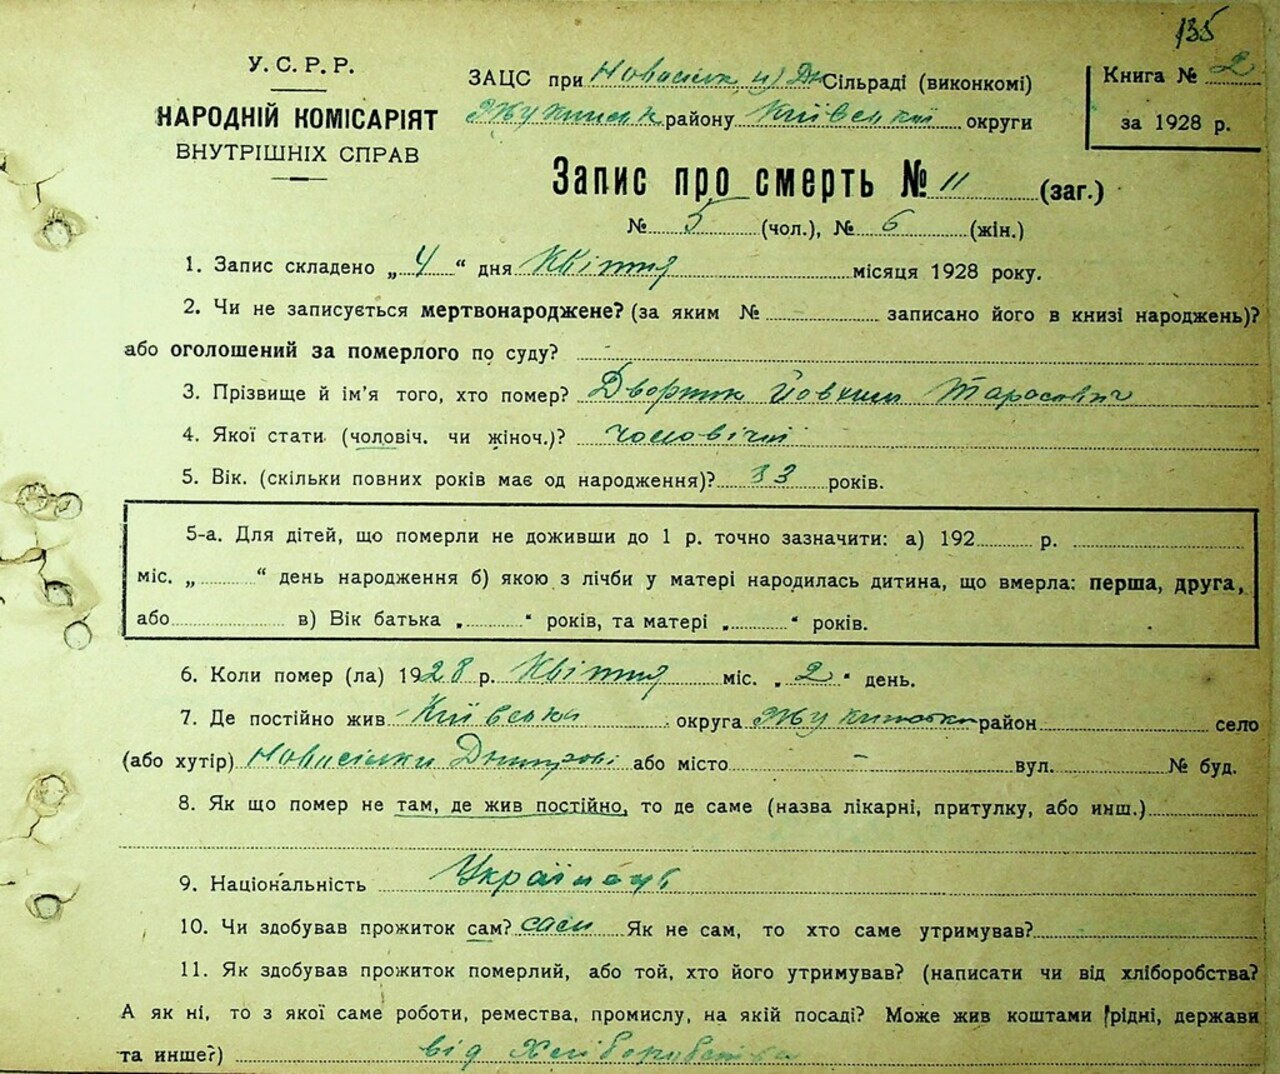 135
У. С. Р. Р.
НАРОДНІЙ КОМІСАРІЯТ
ВНУТРІШНІХ СПРАВ
ЗАЦС при Новосілк Сільраді (виконкомі)
Жукинськ. району Київської округи
Книга № 2
за 1928 р.
Запис про смерть № 11 (заг.)
№ 5 (чол.), № 6 (жін.)
1. Запис складено „ 4 “ дня Квітня місяця 1928 року.
2. Чи не записується мертвонароджене? (за яким № записано його в книзі народжень)?
або оголошений за померлого по суду?
3. Прізвище й ім’я того, хто помер? Дворник Йовхим Тарасович
4. Якої стати (чоловіч. чи жіноч.)? чоловічої
5. Вік. (скільки повних років має од народження)? 33 років.
5-а. Для дітей, що померли не доживши до 1 р. точно зазначити: а) 192 р.
міс. „ “ день народження б) якою з лічби у матері народилась дитина, що вмерла: перша, друга,
або в) Вік батька „ “ років, та матері „ “ років.
6. Коли помер (ла) 1928 р. Квітня міс. „ 2 “ день.
7. Де постійно жив Київська округа Жукинський район село
(або хутір) Новосілки Дніпрові або місто – вул. № буд.
8. Як що помер не там, де жив постійно, то де саме (назва лікарні, притулку, або инш.)
9. Національність Українець
10. Чи здобував прожиток сам? сам Як не сам, то хто саме утримував?
11. Як здобував прожиток померлий, або той, хто його утримував? (написати чи від хліборобства?
А як ні, то з якої саме роботи, ремества, промислу, на якій посаді? Може жив коштами рідні, держави
та инше?) від Хліборобства